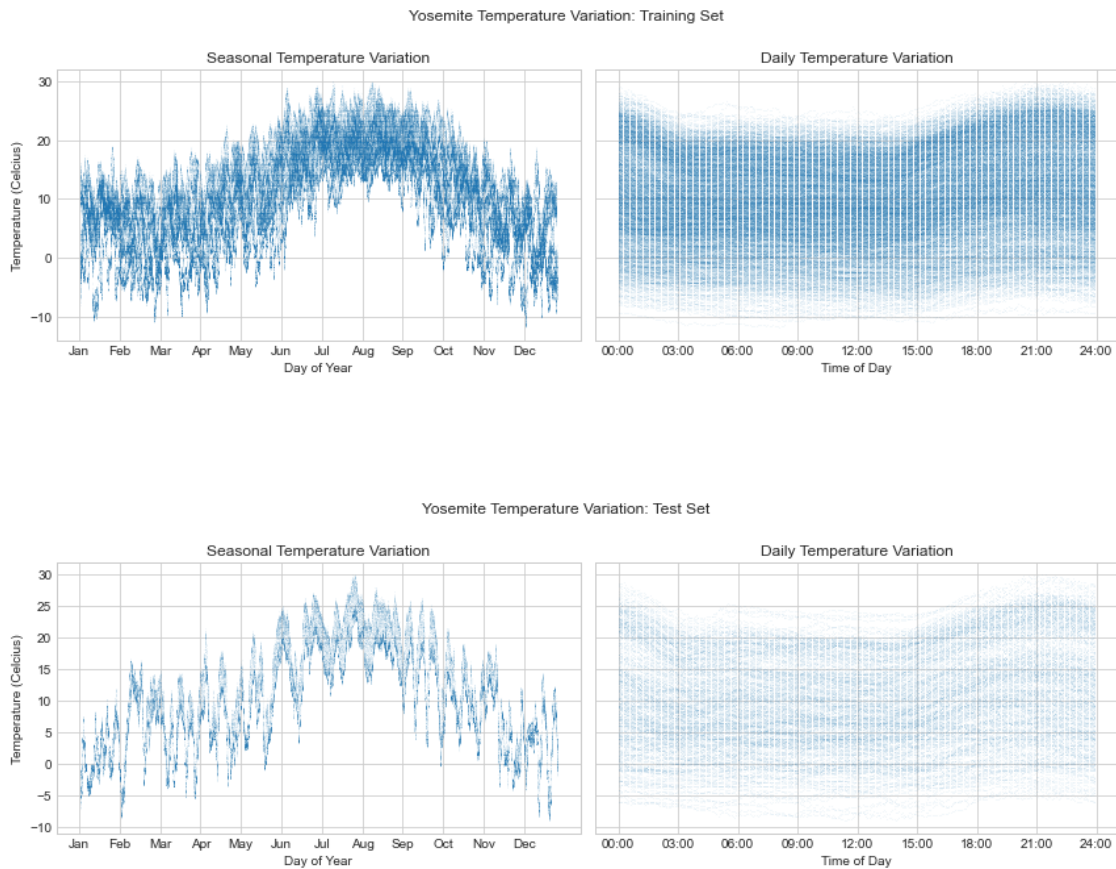 Yosemite Temperature Variation: Training Set
Seasonal Temperature Variation
Daily Temperature Variation
Temperature (Celcius)
30
20
10
0
−10
Jan Feb Mar Apr May Jun Jul Aug Sep Oct Nov Dec
Day of Year
00:00 03:00 06:00 09:00 12:00 15:00 18:00 21:00 24:00
Time of Day
Yosemite Temperature Variation: Test Set
Seasonal Temperature Variation
Daily Temperature Variation
Temperature (Celcius)
30
25
20
15
10
5
0
−5
−10
Jan Feb Mar Apr May Jun Jul Aug Sep Oct Nov Dec
Day of Year
00:00 03:00 06:00 09:00 12:00 15:00 18:00 21:00 24:00
Time of Day